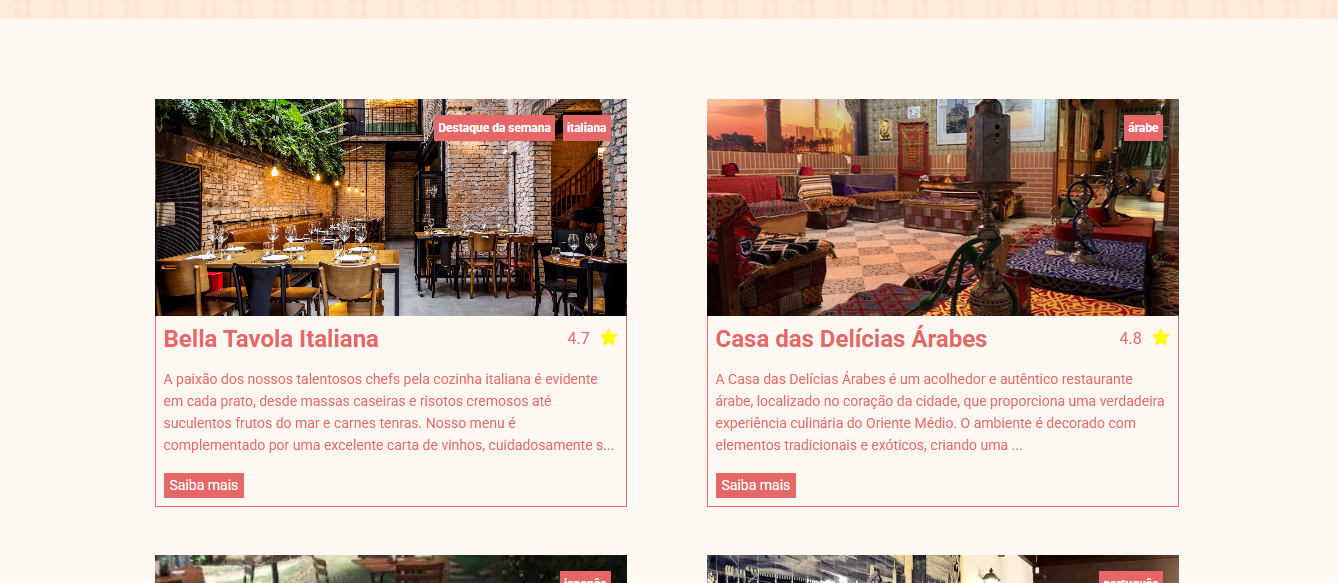 Destaque da semana
italiana
árabe
Bella Tavola Italiana
4.7
A paixão dos nossos talentosos chefs pela cozinha italiana é evidente
em cada prato, desde massas caseiras e risotos cremosos até
suculentos frutos do mar e carnes tenras. Nosso menu é
complementado por uma excelente carta de vinhos, cuidadosamente s...
Saiba mais
Casa das Delícias Árabes
4.8
A Casa das Delícias Árabes é um acolhedor e autêntico restaurante
árabe, localizado no coração da cidade, que proporciona uma verdadeira
experiência culinária do Oriente Médio. O ambiente é decorado com
elementos tradicionais e exóticos, criando uma ...
Saiba mais